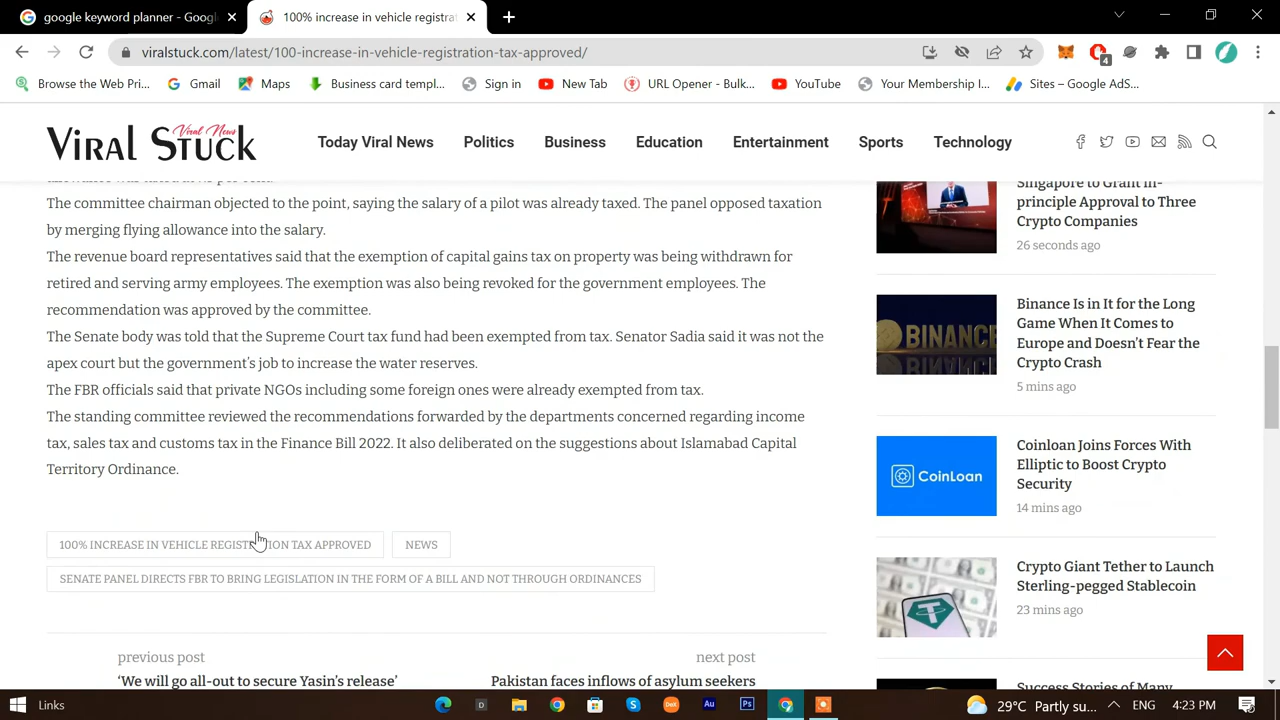 google keyword planner - Googl
100% increase in vehicle registrat
viralstuck.com/latest/100-increase-in-vehicle-registration-tax-approved/
4
Browse the Web Pri...
Gmail
Maps
Business card templ...
Sign in
New Tab
URL Opener - Bulk...
YouTube
Your Membership I...
Sites – Google AdS...
Viral News
VIRAL STUCK
Today Viral News
Politics
Business
Education
Entertainment
Sports
Technology
The committee chairman objected to the point, saying the salary of a pilot was already taxed. The panel opposed taxation
by merging flying allowance into the salary.
The revenue board representatives said that the exemption of capital gains tax on property was being withdrawn for
retired and serving army employees. The exemption was also being revoked for the government employees. The
recommendation was approved by the committee.
The Senate body was told that the Supreme Court tax fund had been exempted from tax. Senator Sadia said it was not the
apex court but the government's job to increase the water reserves.
The FBR officials said that private NGOs including some foreign ones were already exempted from tax.
The standing committee reviewed the recommendations forwarded by the departments concerned regarding income
tax, sales tax and customs tax in the Finance Bill 2022. It also deliberated on the suggestions about Islamabad Capital
Territory Ordinance.
100% INCREASE IN VEHICLE REGISTRATION TAX APPROVED
NEWS
SENATE PANEL DIRECTS FBR TO BRING LEGISLATION IN THE FORM OF A BILL AND NOT THROUGH ORDINANCES
previous post
'We will go all-out to secure Yasin's release'
next post
Pakistan faces inflows of asylum seekers
Singapore to Grant in-
principle Approval to Three
Crypto Companies
26 seconds ago
BINANCE
Binance Is in It for the Long
Game When It Comes to
Europe and Doesn't Fear the
Crypto Crash
5 mins ago
CoinLoan
Coinloan Joins Forces With
Elliptic to Boost Crypto
Security
14 mins ago
Crypto Giant Tether to Launch
Sterling-pegged Stablecoin
23 mins ago
Success Stories of Many
Links
29°C Partly su...
ENG
4:23 PM